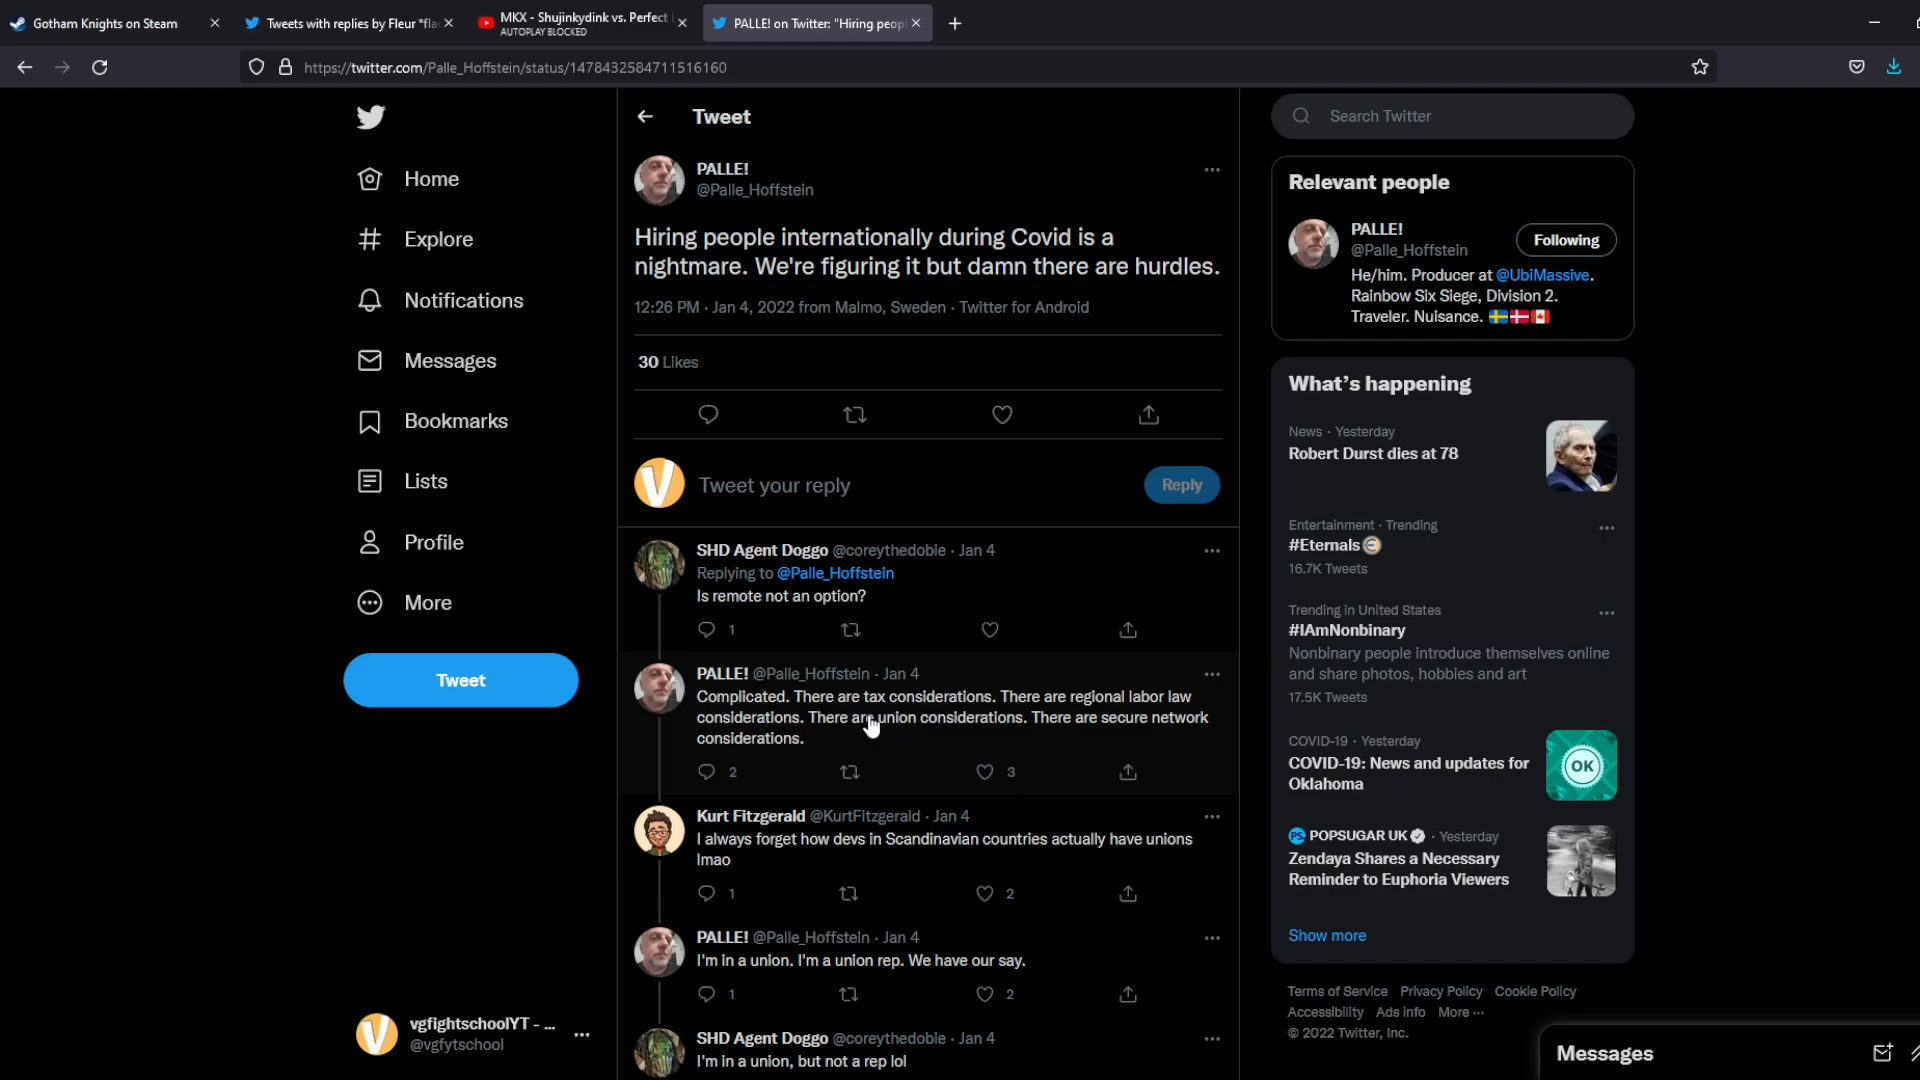 Gotham Knights on Steam
Tweets with replies by Fleur *fla
MKX - Shujinkydink vs. Perfect
AUTOPLAY BLOCKED
PALLE! on Twitter: "Hiring peop
https://twitter.com/Palle_Hoffstein/status/1478432584711516160
Home
Explore
Notifications
Messages
Bookmarks
Lists
Profile
More
Tweet
vgfightschoolYT - ...
@vgfytschool
Tweet
PALLE!
@Palle_Hoffstein
Hiring people internationally during Covid is a
nightmare. We're figuring it but damn there are hurdles.
12:26 PM · Jan 4, 2022 from Malmo, Sweden · Twitter for Android
30 Likes
Tweet your reply
Reply
SHD Agent Doggo @coreythedobie · Jan 4
Replying to @Palle_Hoffstein
Is remote not an option?
1
PALLE! @Palle_Hoffstein · Jan 4
Complicated. There are tax considerations. There are regional labor law
considerations. There are union considerations. There are secure network
considerations.
2 3
Kurt Fitzgerald @KurtFitzgerald · Jan 4
I always forget how devs in Scandinavian countries actually have unions
lmao
1 2
PALLE! @Palle_Hoffstein · Jan 4
I'm in a union. I'm a union rep. We have our say.
1 2
SHD Agent Doggo @coreythedobie · Jan 4
I'm in a union, but not a rep lol
Search Twitter
Relevant people
PALLE!
@Palle_Hoffstein
Following
He/him. Producer at @UbiMassive.
Rainbow Six Siege, Division 2.
Traveler. Nuisance.
What's happening
News · Yesterday
Robert Durst dies at 78
Entertainment · Trending
#Eternals
16.7K Tweets
Trending in United States
#IAmNonbinary
Nonbinary people introduce themselves online
and share photos, hobbies and art
17.5K Tweets
COVID-19 · Yesterday
COVID-19: News and updates for
Oklahoma
OK
PS POPSUGAR UK · Yesterday
Zendaya Shares a Necessary
Reminder to Euphoria Viewers
Show more
Terms of Service Privacy Policy Cookie Policy
Accessibility Ads info More ...
© 2022 Twitter, Inc.
Messages